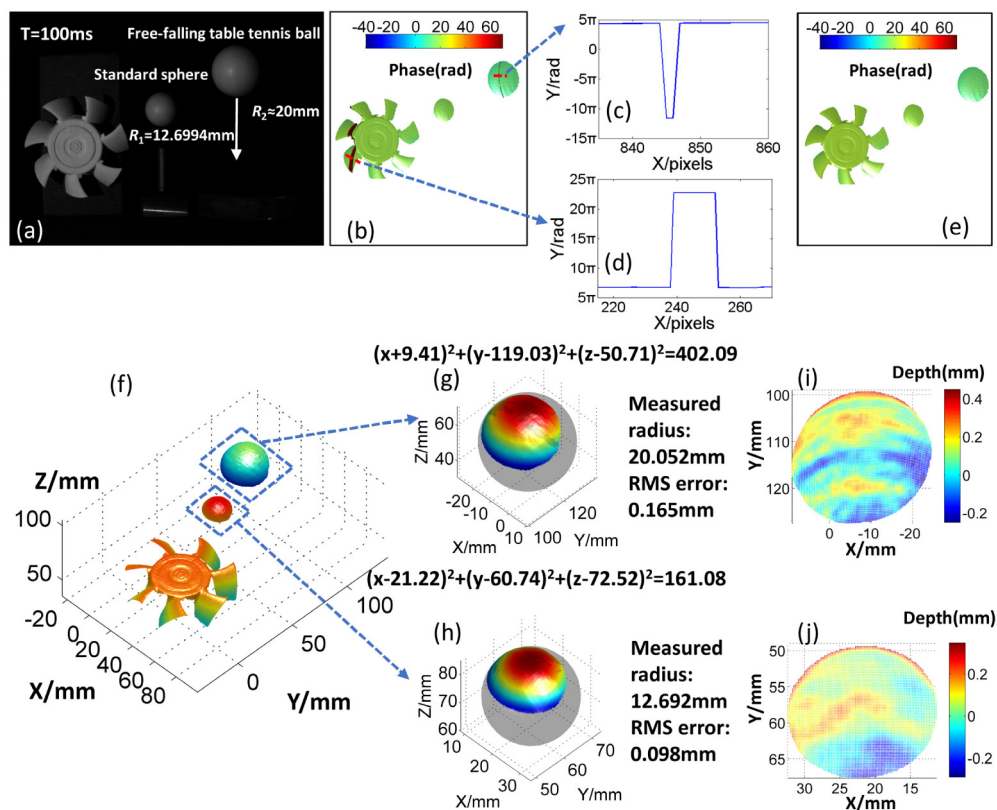 T=100ms
Free-falling table tennis ball
Standard sphere
R1=12.6994mm
R2≈20mm
(a)
-40 -20 0 20 40 60
Phase(rad)
(b)
5π
0
-5π
-10π
-15π
Y/rad
(c)
840 850 860
X/pixels
25π
20π
15π
10π
5π
Y/rad
(d)
220 240 260
X/pixels
-40 -20 0 20 40 60
Phase(rad)
(e)
(x+9.41)²+(y-119.03)²+(z-50.71)²=402.09
(f)
Z/mm
100
50
-20
0
20
40
60
80
X/mm
0
50
100
Y/mm
(g)
Z/mm
60
40
-20
-10
0
10
X/mm
100
120
Y/mm
Measured
radius:
20.052mm
RMS error:
0.165mm
(i)
Depth(mm)
100
110
120
Y/mm
0 -10 -20
X/mm
0.4
0.2
0
-0.2
(x-21.22)²+(y-60.74)²+(z-72.52)²=161.08
(h)
Z/mm
80
70
60
10
20
30
X/mm
50
60
70
Y/mm
Measured
radius:
12.692mm
RMS error:
0.098mm
(j)
Depth(mm)
50
55
60
65
Y/mm
30 25 20 15
X/mm
0.2
0
-0.2